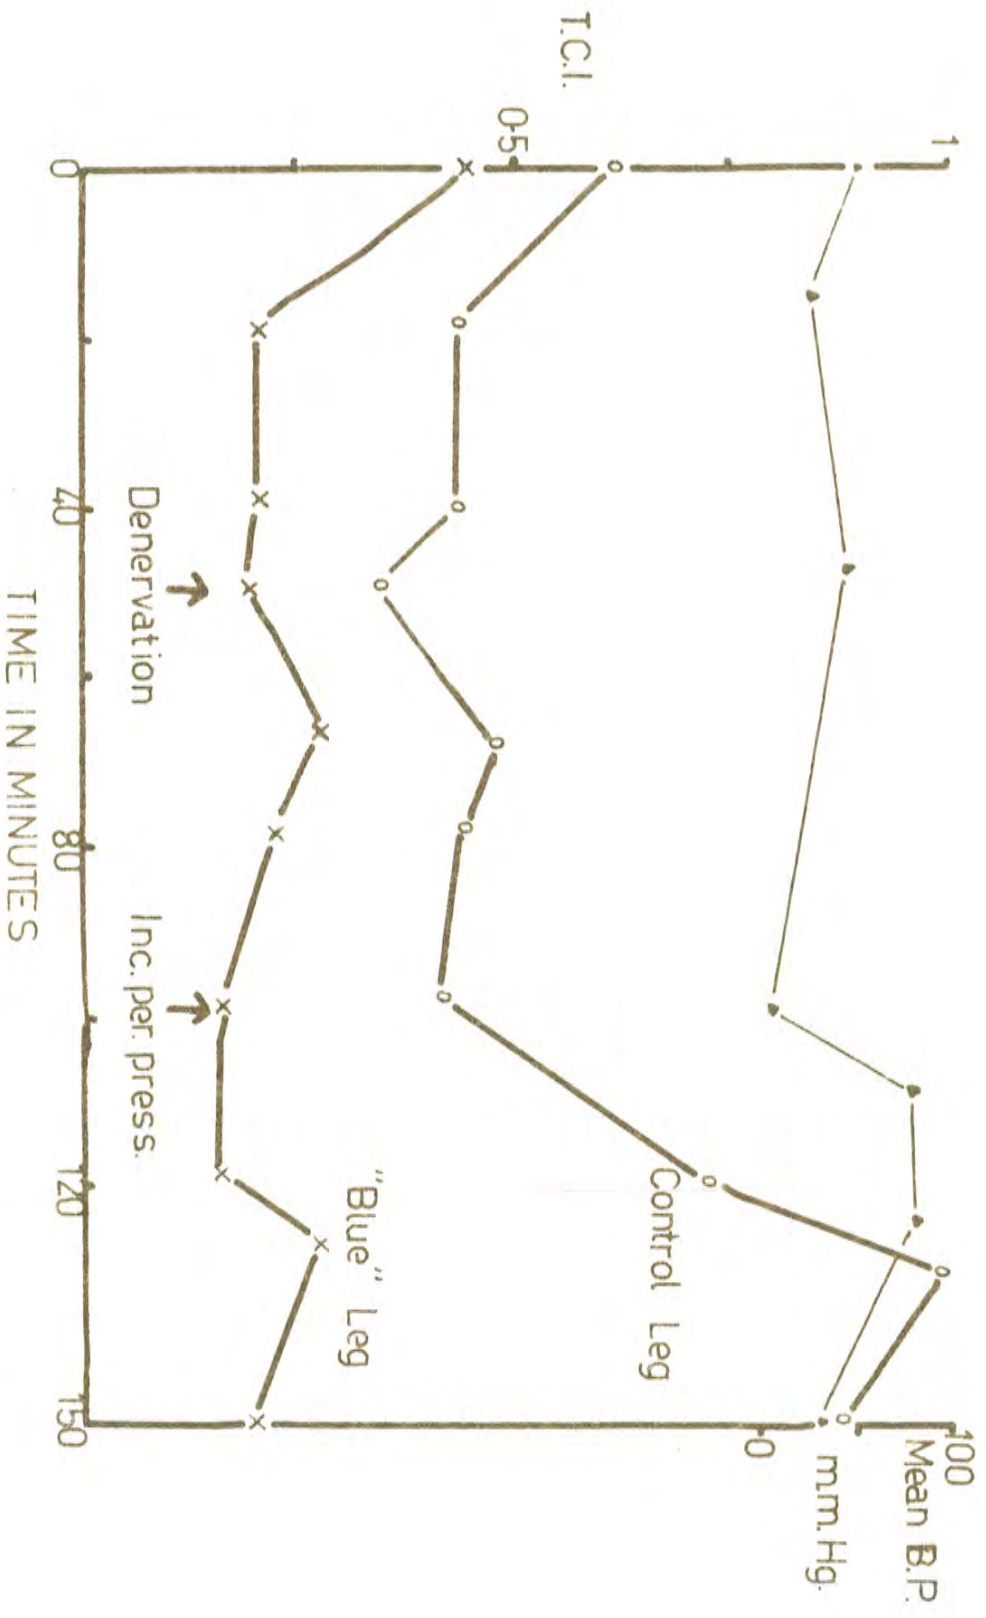 T.C.I.
1
0·5
0
40
80
120
150
TIME IN MINUTES
Denervation
Inc. per. press.
"Blue" Leg
Control Leg
100
0
Mean B.P.
m.m. Hg.